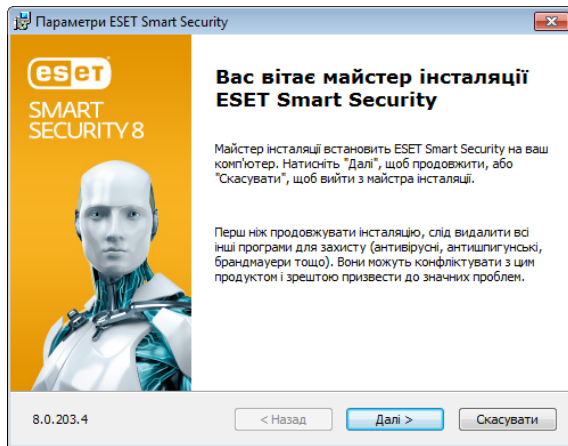 Параметри ESET Smart Security
eset
SMART
SECURITY 8
Вас вітає майстер інсталяції
ESET Smart Security
Майстер інсталяції встановить ESET Smart Security на ваш
комп'ютер. Натисніть "Далі", щоб продовжити, або
"Скасувати", щоб вийти з майстра інсталяції.
Перш ніж продовжувати інсталяцію, слід видалити всі
інші програми для захисту (антивірусні, антишпигунські,
брандмауери тощо). Вони можуть конфліктувати з цим
продуктом і зрештою призвести до значних проблем.
8.0.203.4
< Назад
Далі >
Скасувати